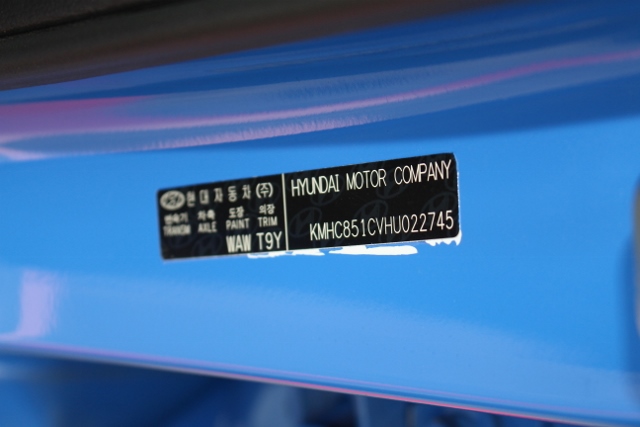 현대자동차(주)
변속기 차축 도장 의장
TRANSM AXLE PAINT TRIM
WAW T9Y
HYUNDAI MOTOR COMPANY
KMHC851CVHU022745